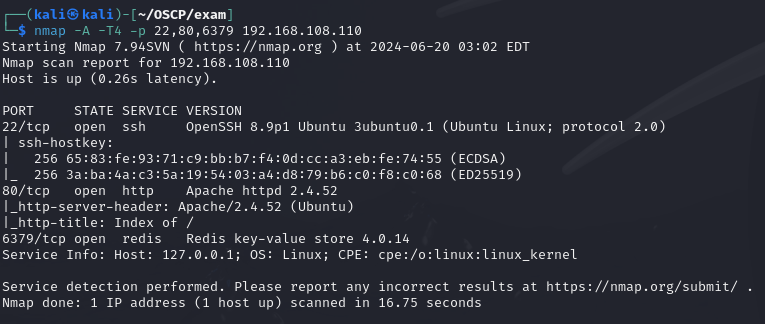 ┌──(kali㉿kali)-[~/OSCP/exam]
└─$ nmap -A -T4 -p 22,80,6379 192.168.108.110
Starting Nmap 7.94SVN ( https://nmap.org ) at 2024-06-20 03:02 EDT
Nmap scan report for 192.168.108.110
Host is up (0.26s latency).

PORT     STATE SERVICE VERSION
22/tcp   open  ssh     OpenSSH 8.9p1 Ubuntu 3ubuntu0.1 (Ubuntu Linux; protocol 2.0)
| ssh-hostkey:
|   256 65:83:fe:93:71:c9:bb:b7:f4:0d:cc:a3:eb:fe:74:55 (ECDSA)
|_  256 3a:ba:4a:c3:5a:19:54:03:a4:d8:79:b6:c0:f8:c0:68 (ED25519)
80/tcp   open  http    Apache httpd 2.4.52
|_http-server-header: Apache/2.4.52 (Ubuntu)
|_http-title: Index of /
6379/tcp open  redis   Redis key-value store 4.0.14
Service Info: Host: 127.0.0.1; OS: Linux; CPE: cpe:/o:linux:linux_kernel

Service detection performed. Please report any incorrect results at https://nmap.org/submit/ .
Nmap done: 1 IP address (1 host up) scanned in 16.75 seconds